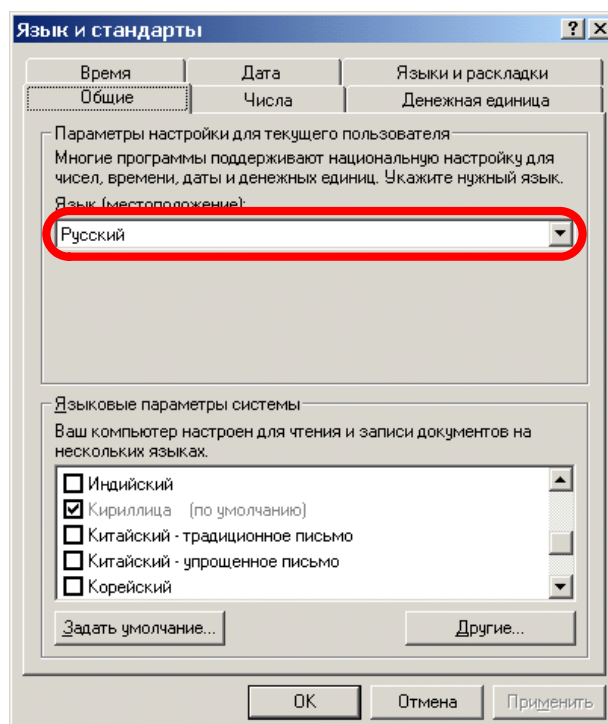 Язык и стандарты
Время Дата Языки и раскладки
Общие Числа Денежная единица
Параметры настройки для текущего пользователя
Многие программы поддерживают национальную настройку для
чисел, времени, даты и денежных единиц. Укажите нужный язык.
Язык (местоположение):
Русский
Языковые параметры системы
Ваш компьютер настроен для чтения и записи документов на
нескольких языках.
Индийский
Кириллица (по умолчанию)
Китайский - традиционное письмо
Китайский - упрощенное письмо
Корейский
Задать умолчание... Другие...
OK Отмена Применить